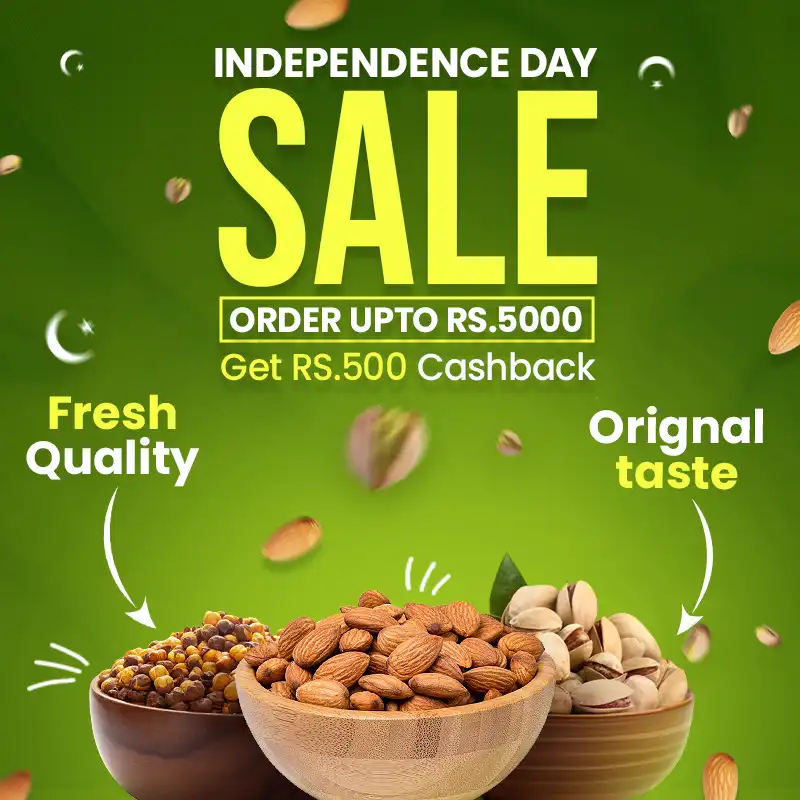 INDEPENDENCE DAY
SALE
ORDER UPTO RS.5000
Get RS.500 Cashback
Fresh
Quality
Orignal
taste